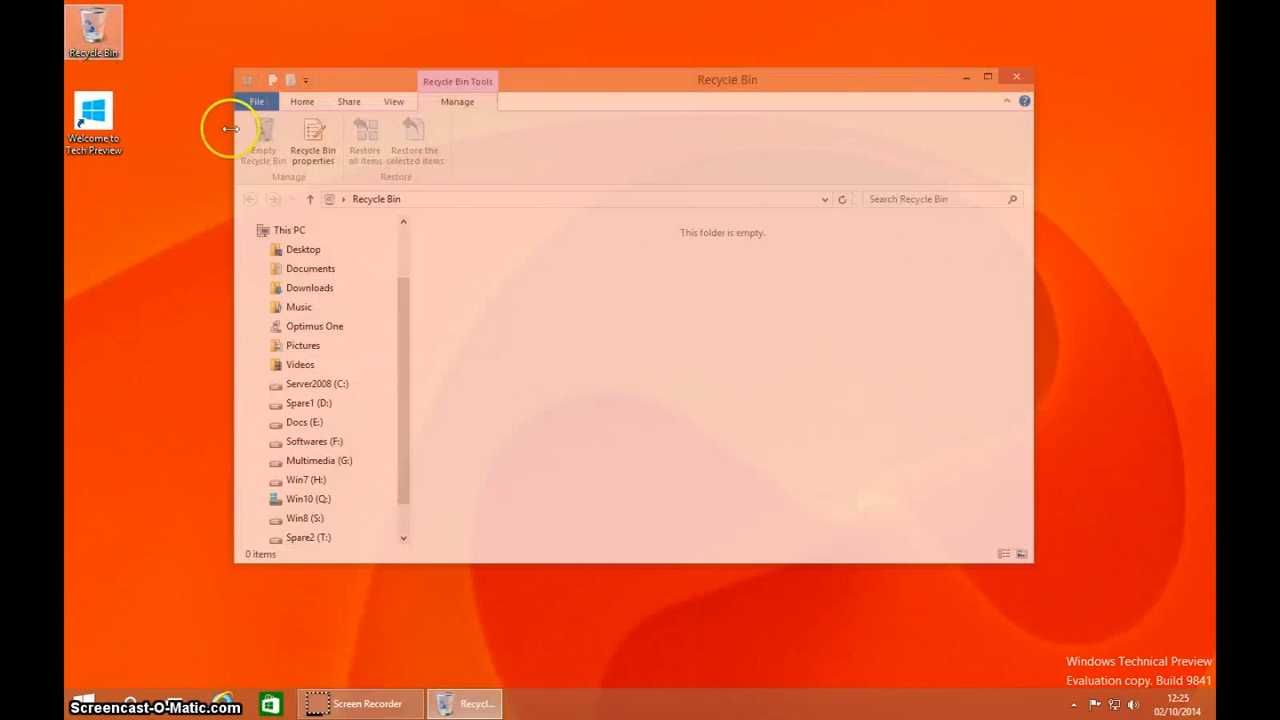 Recycle Bin
Welcome to
Tech Preview
Recycle Bin Tools
Recycle Bin
File
Home
Share
View
Manage
Empty
Recycle Bin
Recycle Bin
properties
Restore
all items
Restore the
selected items
Manage
Restore
Recycle Bin
Search Recycle Bin
This PC
Desktop
Documents
Downloads
Music
Optimus One
Pictures
Videos
Server2008 (C:)
Spare1 (D:)
Docs (E:)
Softwares (F:)
Multimedia (G:)
Win7 (H:)
Win10 (Q:)
Win8 (S:)
Spare2 (T:)
This folder is empty.
0 items
Windows Technical Preview
Evaluation copy. Build 9841
Screencast-O-Matic.com
Screen Recorder
Recycl...
12:25
02/10/2014